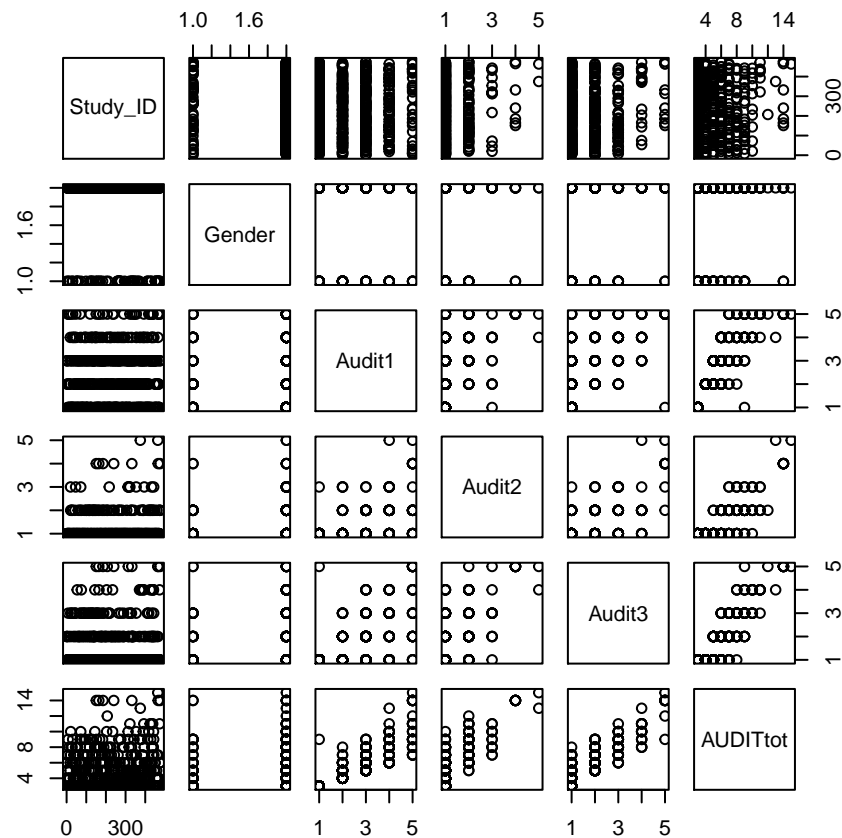 1.0 1.6 1 3 5 4 8 14
Study_ID 0 300
1.0 1.6 Gender
Audit1 1 3 5
1 3 5 Audit2
Audit3 1 3 5
4 8 14 AUDITtot
0 300 1 3 5 1 3 5